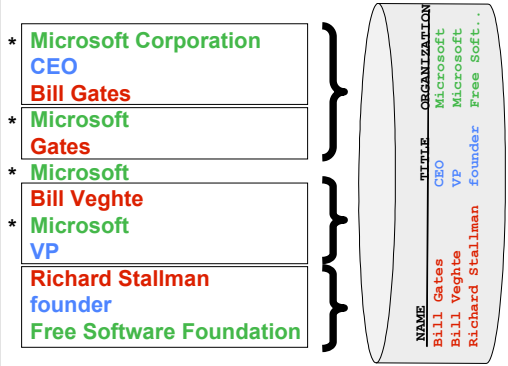 * Microsoft Corporation
CEO
Bill Gates
* Microsoft
Gates
* Microsoft
Bill Veghte
* Microsoft
VP
Richard Stallman
founder
Free Software Foundation
NAME TITLE ORGANIZATION
Bill Gates CEO Microsoft
Bill Veghte VP Microsoft
Richard Stallman founder Free Soft..